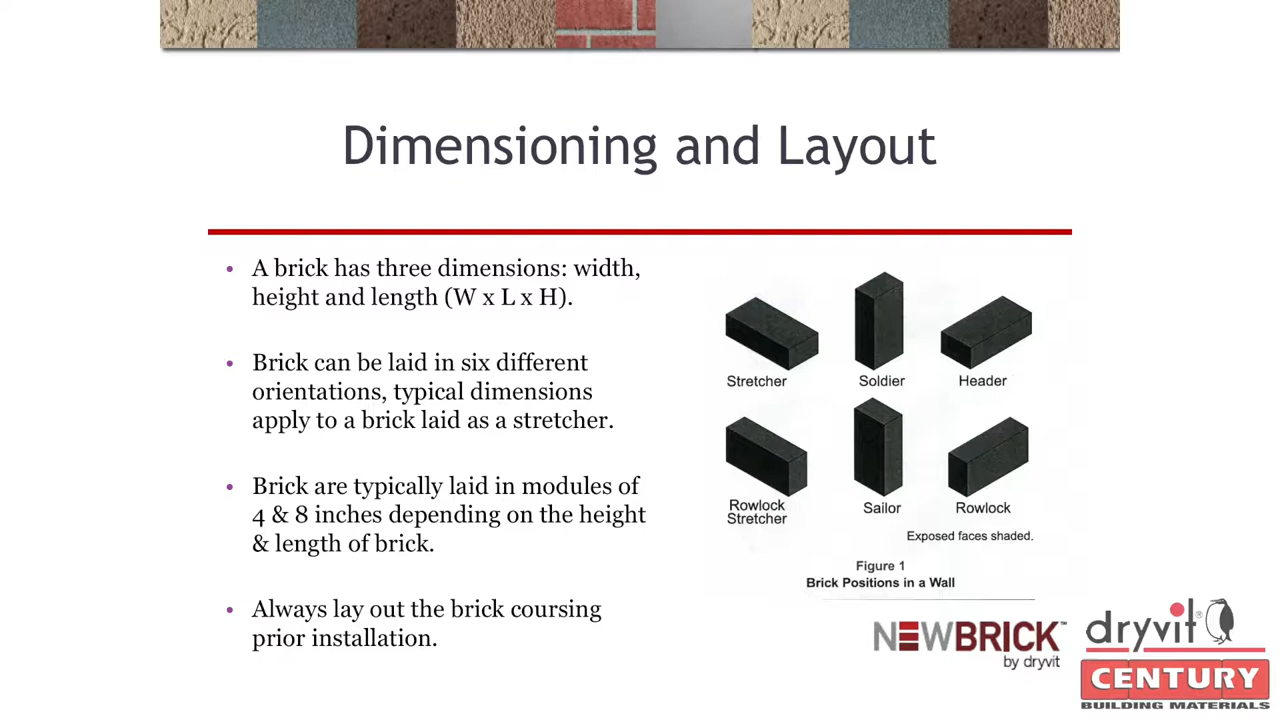 Dimensioning and Layout
• A brick has three dimensions: width,
height and length (W x L x H).
• Brick can be laid in six different
orientations, typical dimensions
apply to a brick laid as a stretcher.
• Brick are typically laid in modules of
4 & 8 inches depending on the height
& length of brick.
• Always lay out the brick coursing
prior installation.
Stretcher
Soldier
Header
Rowlock
Stretcher
Sailor
Rowlock
Exposed faces shaded.
Figure 1
Brick Positions in a Wall
NEWBRICK™
by dryvit
dryvit®
CENTURY
BUILDING MATERIALS